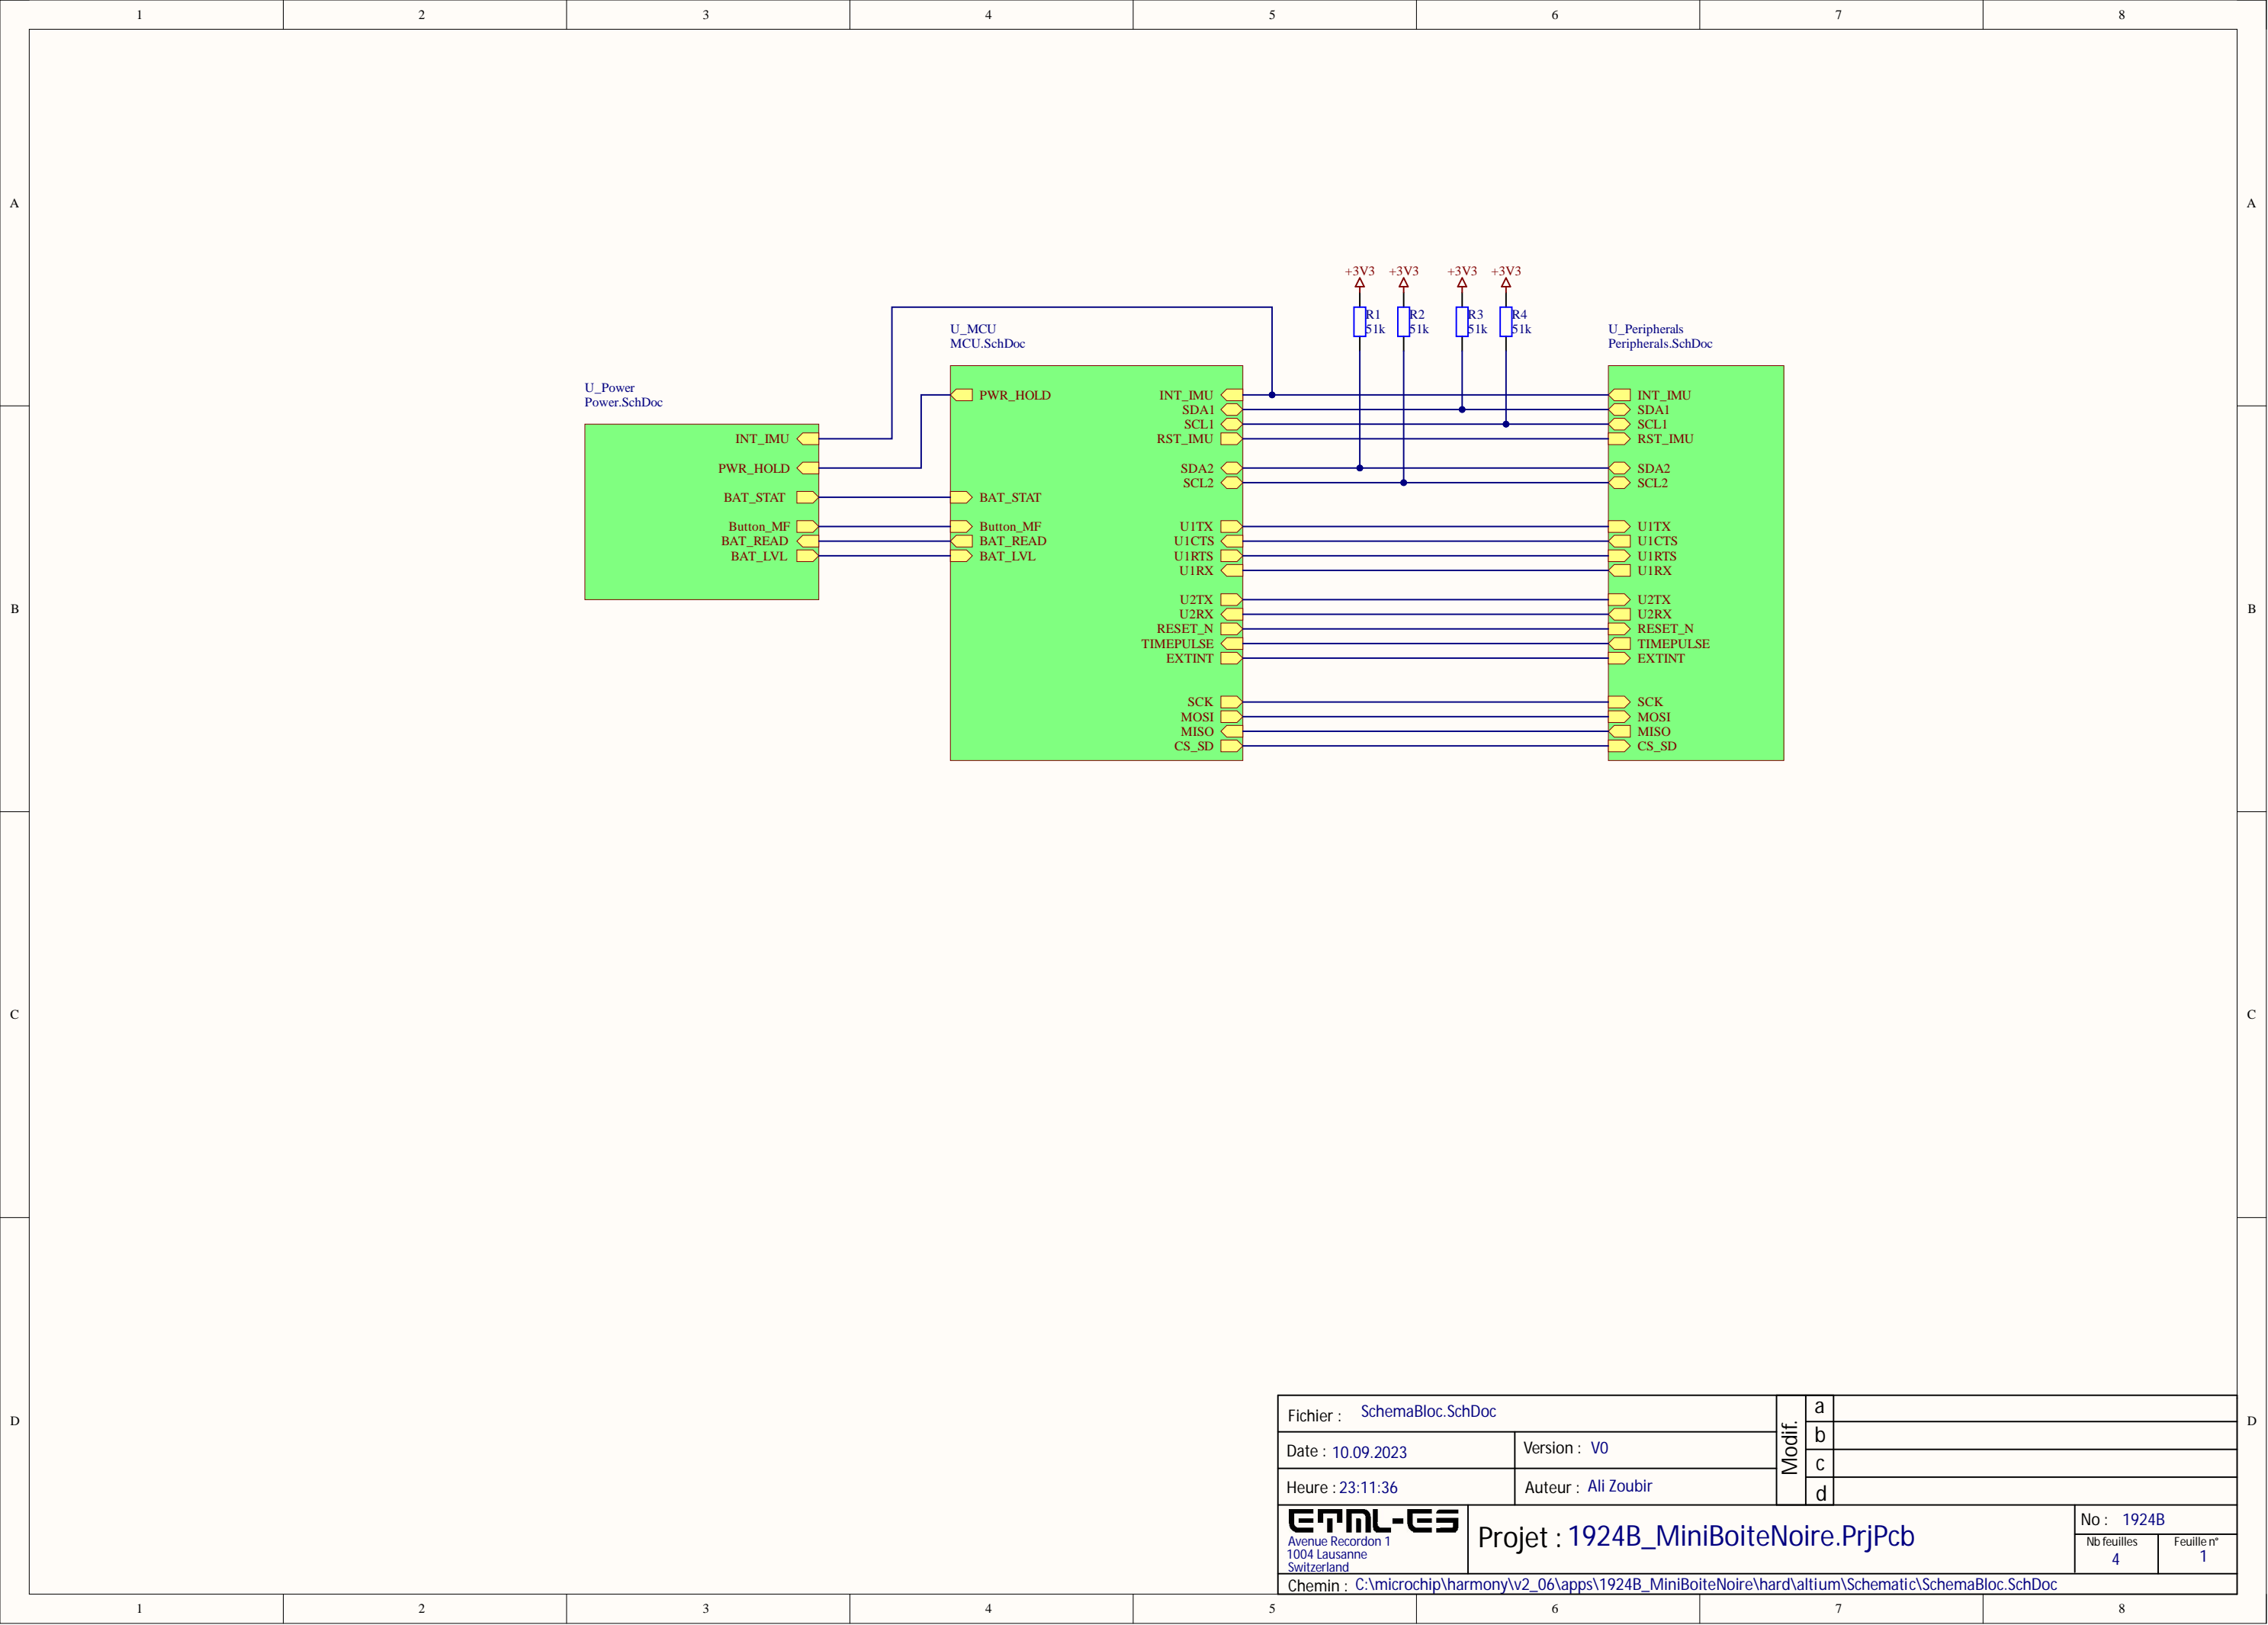 1 2 3 4 5 6 7 8
A A
+3V3 +3V3 +3V3 +3V3
R1 R2 R3 R4
51k 51k 51k 51k
U_MCU
MCU.SchDoc
U_Peripherals
Peripherals.SchDoc
U_Power
Power.SchDoc
INT_IMU
PWR_HOLD
BAT_STAT
Button_MF
BAT_READ
BAT_LVL
PWR_HOLD
BAT_STAT
Button_MF
BAT_READ
BAT_LVL
INT_IMU
SDA1
SCL1
RST_IMU
SDA2
SCL2
U1TX
U1CTS
U1RTS
U1RX
U2TX
U2RX
RESET_N
TIMEPULSE
EXTINT
SCK
MOSI
MISO
CS_SD
INT_IMU
SDA1
SCL1
RST_IMU
SDA2
SCL2
U1TX
U1CTS
U1RTS
U1RX
U2TX
U2RX
RESET_N
TIMEPULSE
EXTINT
SCK
MOSI
MISO
CS_SD
B B
C C
D D
Fichier : SchemaBloc.SchDoc
Date : 10.09.2023
Version : V0
Heure : 23:11:36
Auteur : Ali Zoubir
Modif.
a
b
c
d
ETML-ES
Avenue Recordon 1
1004 Lausanne
Switzerland
Projet : 1924B_MiniBoiteNoire.PrjPcb
No : 1924B
Nb feuilles
4
Feuille n°
1
Chemin : C:\microchip\harmony\v2_06\apps\1924B_MiniBoiteNoire\hard\altium\Schematic\SchemaBloc.SchDoc
1 2 3 4 5 6 7 8